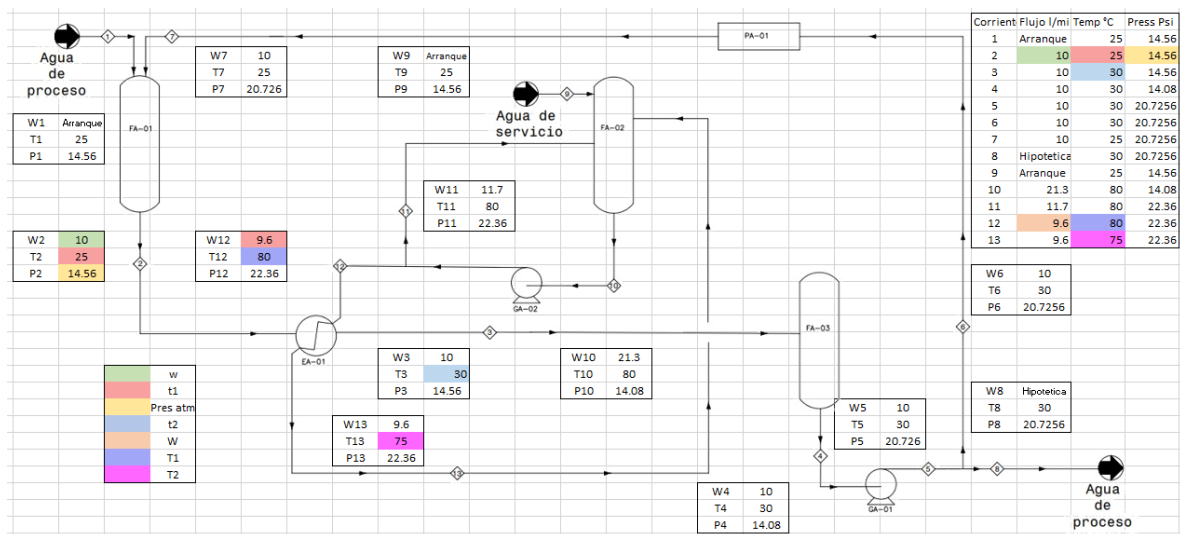 Agua
de
proceso
1
7
W7 10
T7 25
P7 20.726
W9 Arranque
T9 25
P9 14.56
PA-01
Corrient Flujo l/mi Temp °C Press Psi
1 Arranque 25 14.56
2 10 25 14.56
3 10 30 14.56
4 10 30 14.08
5 10 30 20.7256
6 10 30 20.7256
7 10 25 20.7256
8 Hipotetica 30 20.7256
9 Arranque 25 14.56
10 21.3 80 14.08
11 11.7 80 22.36
12 9.6 80 22.36
13 9.6 75 22.36
W1 Arranque
T1 25
P1 14.56
FA-01
Agua de
servicio
9
FA-02
W11 11.7
T11 80
P11 22.36
11
W2 10
T2 25
P2 14.56
2
W12 9.6
T12 80
P12 22.36
12
GA-02
10
W6 10
T6 30
P6 20.7256
6
EA-01
3
FA-03
W3 10
T3 30
P3 14.56
W10 21.3
T10 80
P10 14.08
w
t1
Pres atm
t2
W
T1
T2
W13 9.6
T13 75
P13 22.36
13
W5 10
T5 30
P5 20.726
W8 Hipotetica
T8 30
P8 20.7256
4
5
8
GA-01
W4 10
T4 30
P4 14.08
Agua
de
proceso